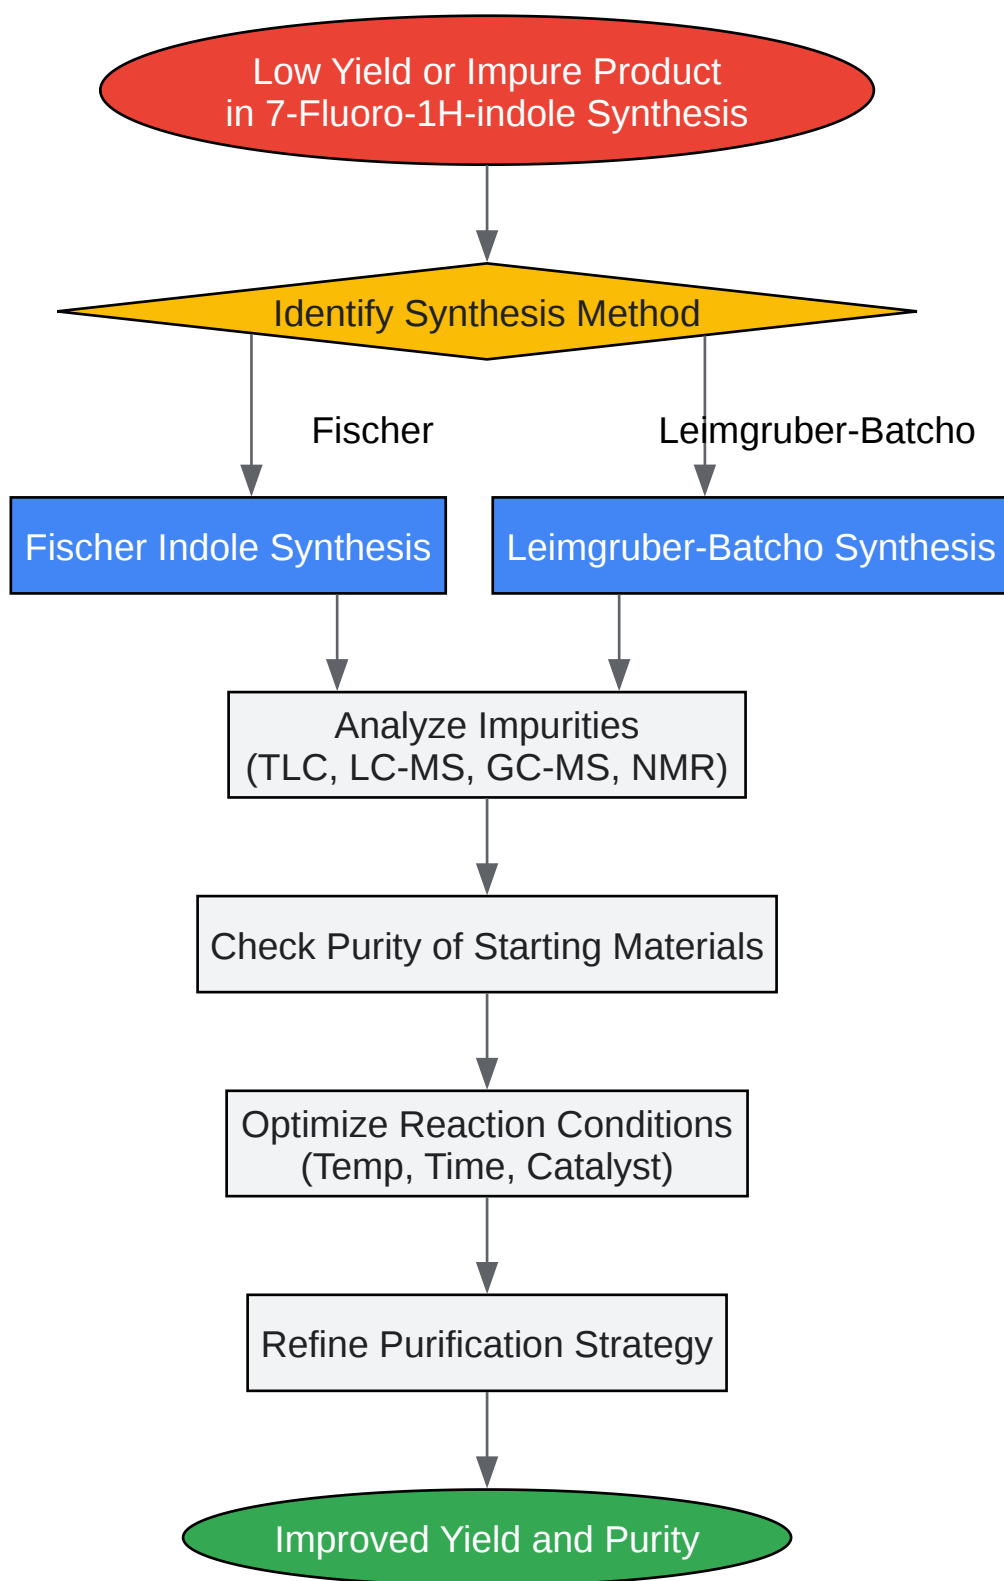 Low Yield or Impure Product
in 7-Fluoro-1H-indole Synthesis
Identify Synthesis Method
Fischer
Leimgruber-Batcho
Fischer Indole Synthesis
Leimgruber-Batcho Synthesis
Analyze Impurities
(TLC, LC-MS, GC-MS, NMR)
Check Purity of Starting Materials
Optimize Reaction Conditions
(Temp, Time, Catalyst)
Refine Purification Strategy
Improved Yield and Purity